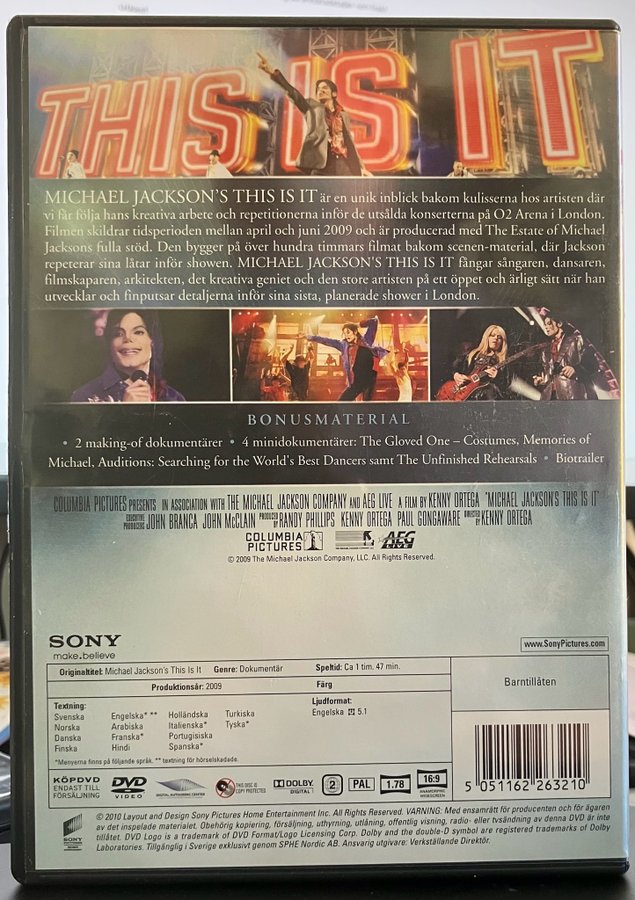 THIS IS IT
MICHAEL JACKSON'S THIS IS IT är en unik inblick bakom kulisserna hos artisten där
vi får följa hans kreativa arbete och repetitionerna inför de utsålda konserterna på O2 Arena i London.
Filmen skildrar tidsperioden mellan april och juni 2009 och är producerad med The Estate of Michael
Jacksons fulla stöd. Den bygger på över hundra timmars filmat bakom scenen-material, där Jackson
repeterar sina låtar inför showen. MICHAEL JACKSON'S THIS IS IT fångar sångaren, dansaren,
filmskaparen, arkitekten, det kreativa geniet och den store artisten på ett öppet och ärligt sätt när han
utvecklar och finputsar detaljerna inför sina sista, planerade shower i London.
BONUSMATERIAL
• 2 making-of dokumentärer • 4 minidokumentärer: The Gloved One – Costumes, Memories of
Michael, Auditions: Searching for the World's Best Dancers samt The Unfinished Rehearsals • Biotrailer
COLUMBIA PICTURES PRESENTS IN ASSOCIATION WITH THE MICHAEL JACKSON COMPANY AND AEG LIVE A FILM BY KENNY ORTEGA "MICHAEL JACKSON'S THIS IS IT"
EXECUTIVE PRODUCERS JOHN BRANCA JOHN McCLAIN PRODUCED BY RANDY PHILLIPS KENNY ORTEGA PAUL GONGAWARE DIRECTED BY KENNY ORTEGA
COLUMBIA PICTURES AEG LIVE
© 2009 The Michael Jackson Company, LLC. All Rights Reserved.
SONY
make.believe
www.SonyPictures.com
Originaltitel: Michael Jackson's This Is It Genre: Dokumentär Speltid: Ca 1 tim. 47 min.
Produktionsår: 2009 Färg
Barntillåten
Textning: Ljudformat:
Svenska Engelska* ** Holländska Turkiska Engelska 5.1
Norska Arabiska Italienska* Tyska*
Danska Franska* Portugisiska
Finska Hindi Spanska*
*Menyerna finns på följande språk. ** textning för hörselskadade.
KÖPDVD
ENDAST TILL
FÖRSÄLJNING
DVD VIDEO
THIS DISC IS COPY PROTECTED
DOLBY DIGITAL
2
PAL
1.78
16:9
ANAMORPHIC WIDESCREEN
5 051162 263210
SONY PICTURES
© 2010 Layout and Design Sony Pictures Home Entertainment Inc. All Rights Reserved. VARNING: Med ensamrätt för producenten och för ägaren
av det inspelade materialet. Obehörig kopiering, försäljning, uthyrning, utlåning, offentlig visning, radio- eller tvsändning av denna DVD är inte
tillåtet. DVD Logo is a trademark of DVD Format/Logo Licensing Corp. Dolby and the double-D symbol are registered trademarks of Dolby
Laboratories. Tillgänglig i Sverige exklusivt genom SPHE Nordic AB. Ansvarig utgivare: Verkställande Direktör.